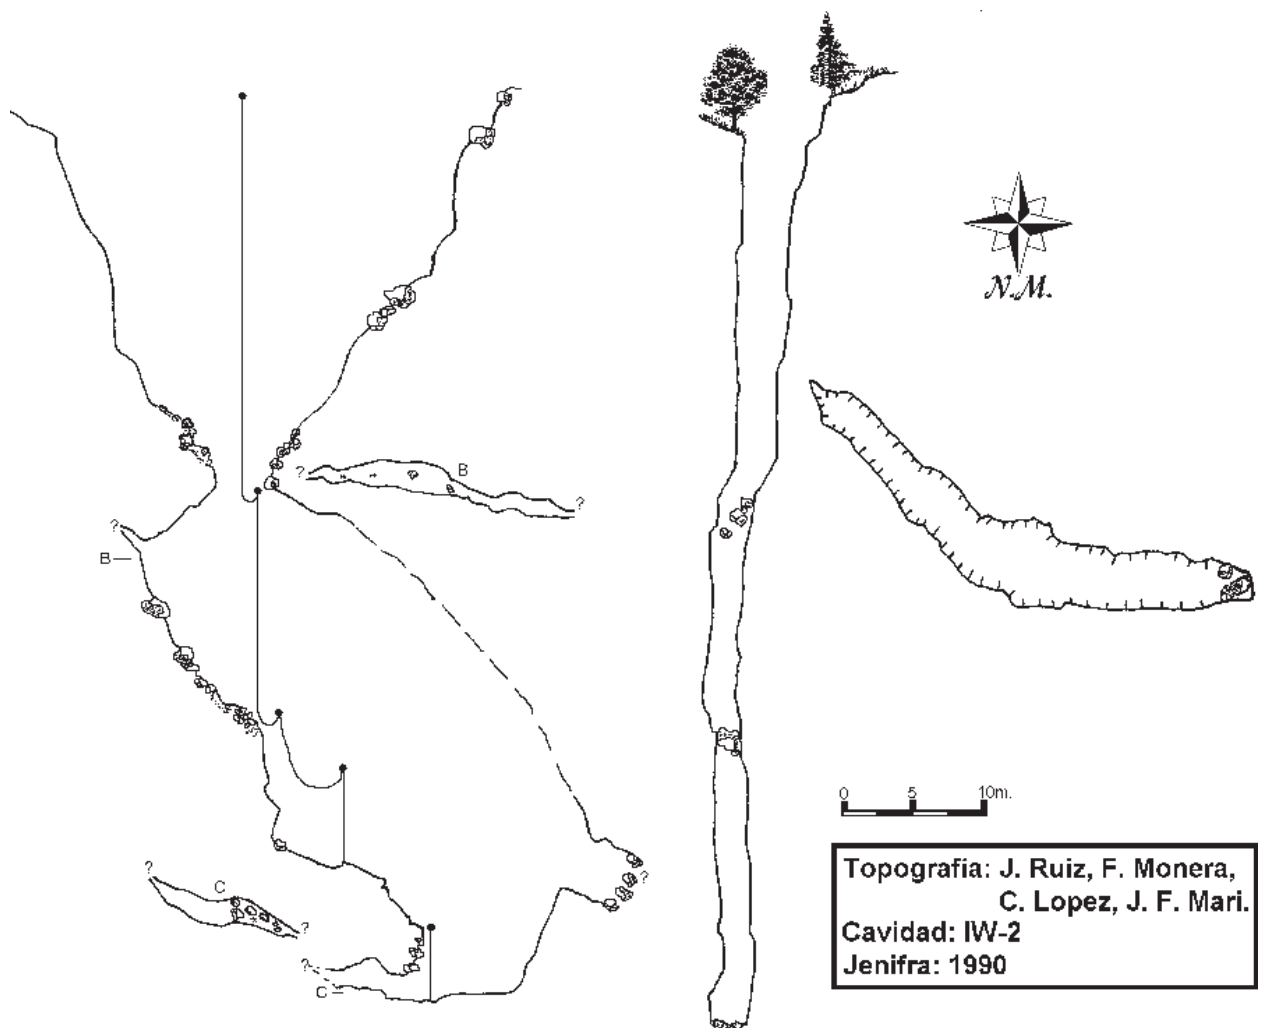 N.M.
?
B
?
?
B
0 5 10m.
?
?
C
?
?
C
Topografia: J. Ruiz, F. Monera,
C. Lopez, J. F. Mari.
Cavidad: IW-2
Jenifra: 1990